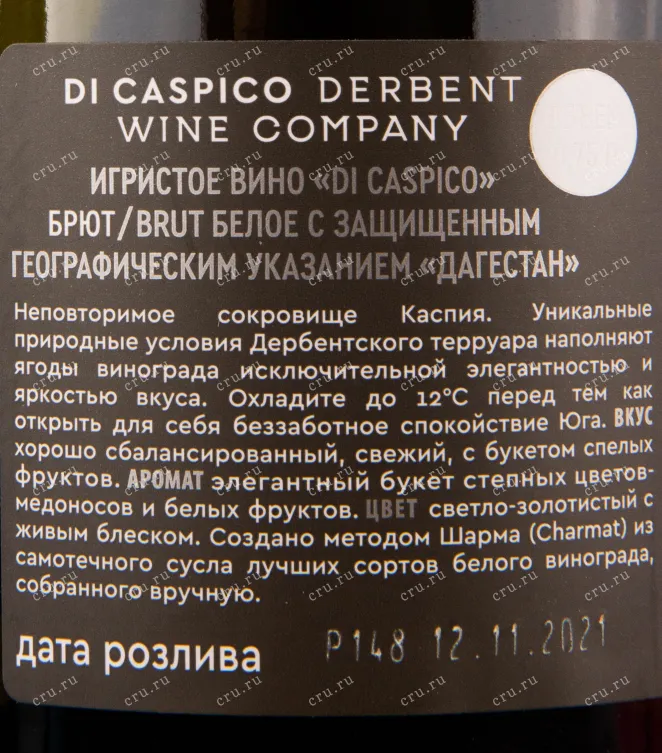 DI CASPICO DERBENT
WINE COMPANY
ИГРИСТОЕ ВИНО «DI CASPICO»
БРЮТ/BRUT БЕЛОЕ С ЗАЩИЩЕННЫМ
ГЕОГРАФИЧЕСКИМ УКАЗАНИЕМ «ДАГЕСТАН»
Неповторимое сокровище Каспия. Уникальные
природные условия Дербентского терруара наполняют
ягоды винограда исключительной элегантностью и
яркостью вкуса. Охладите до 12°C перед тем как
открыть для себя беззаботное спокойствие Юга. ВКУС
хорошо сбалансированный, свежий, с букетом спелых
фруктов. АРОМАТ элегантный букет степных цветов-
медоносов и белых фруктов. ЦВЕТ светло-золотистый с
живым блеском. Создано методом Шарма (Charmat) из
самотечного сусла лучших сортов белого винограда,
собранного вручную.
дата розлива P148 12.11.2021
cru.ru